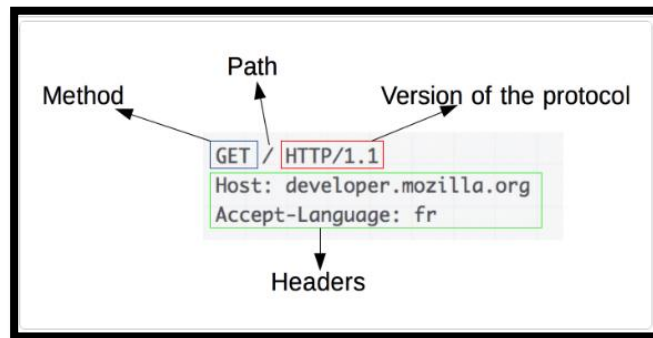 Path
Method
Version of the protocol
GET / HTTP/1.1
Host: developer.mozilla.org
Accept-Language: fr
Headers